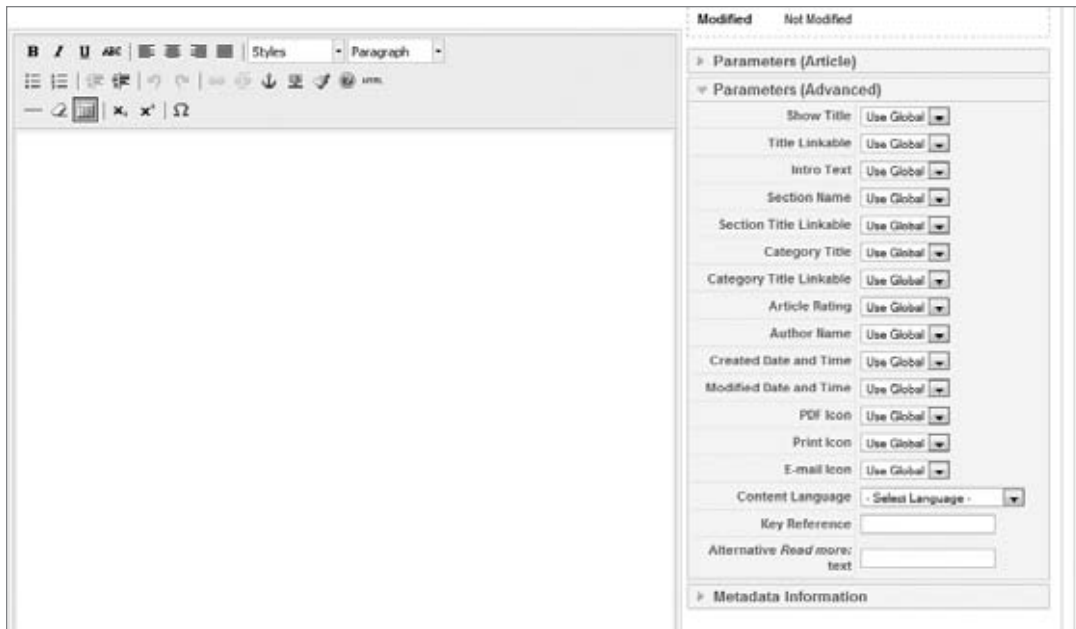 Modified Not Modified
B I U ABC Styles Paragraph
HTML
Ω
Parameters (Article)
Parameters (Advanced)
Show Title Use Global
Title Linkable Use Global
Intro Text Use Global
Section Name Use Global
Section Title Linkable Use Global
Category Title Use Global
Category Title Linkable Use Global
Article Rating Use Global
Author Name Use Global
Created Date and Time Use Global
Modified Date and Time Use Global
PDF Icon Use Global
Print Icon Use Global
E-mail Icon Use Global
Content Language - Select Language -
Key Reference
Alternative Read more:
text
Metadata Information